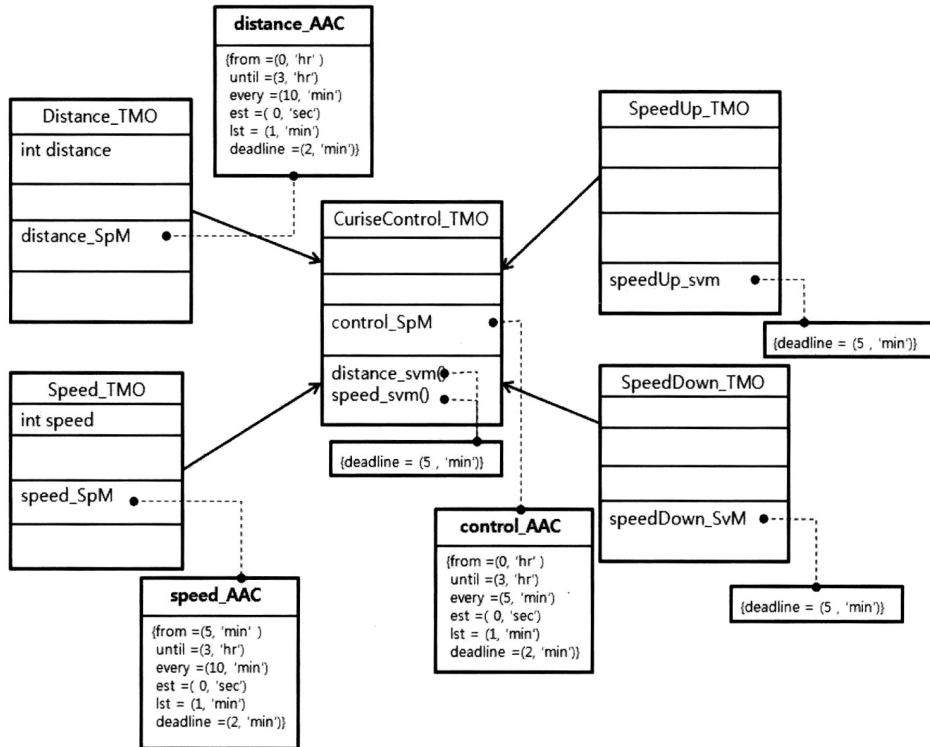 distance_AAC
{from =(0, 'hr' )
until =(3, 'hr')
every =(10, 'min')
est =( 0, 'sec')
lst = (1, 'min')
deadline =(2, 'min')}
Distance_TMO
int distance
distance_SpM
SpeedUp_TMO
speedUp_svm
{deadline = (5 , 'min')}
CuriseControl_TMO
control_SpM
distance_svm()
speed_svm()
{deadline = (5 , 'min')}
Speed_TMO
int speed
speed_SpM
SpeedDown_TMO
speedDown_SvM
{deadline = (5 , 'min')}
control_AAC
{from =(0, 'hr' )
until =(3, 'hr')
every =(5, 'min')
est =( 0, 'sec')
lst = (1, 'min')
deadline =(2, 'min')}
speed_AAC
{from =(5, 'min' )
until =(3, 'hr')
every =(10, 'min')
est =( 0, 'sec')
lst = (1, 'min')
deadline =(2, 'min')}